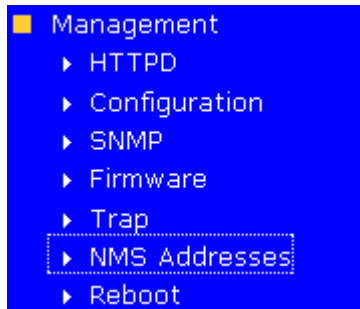 Management
HTTPD
Configuration
SNMP
Firmware
Trap
NMS Addresses
Reboot